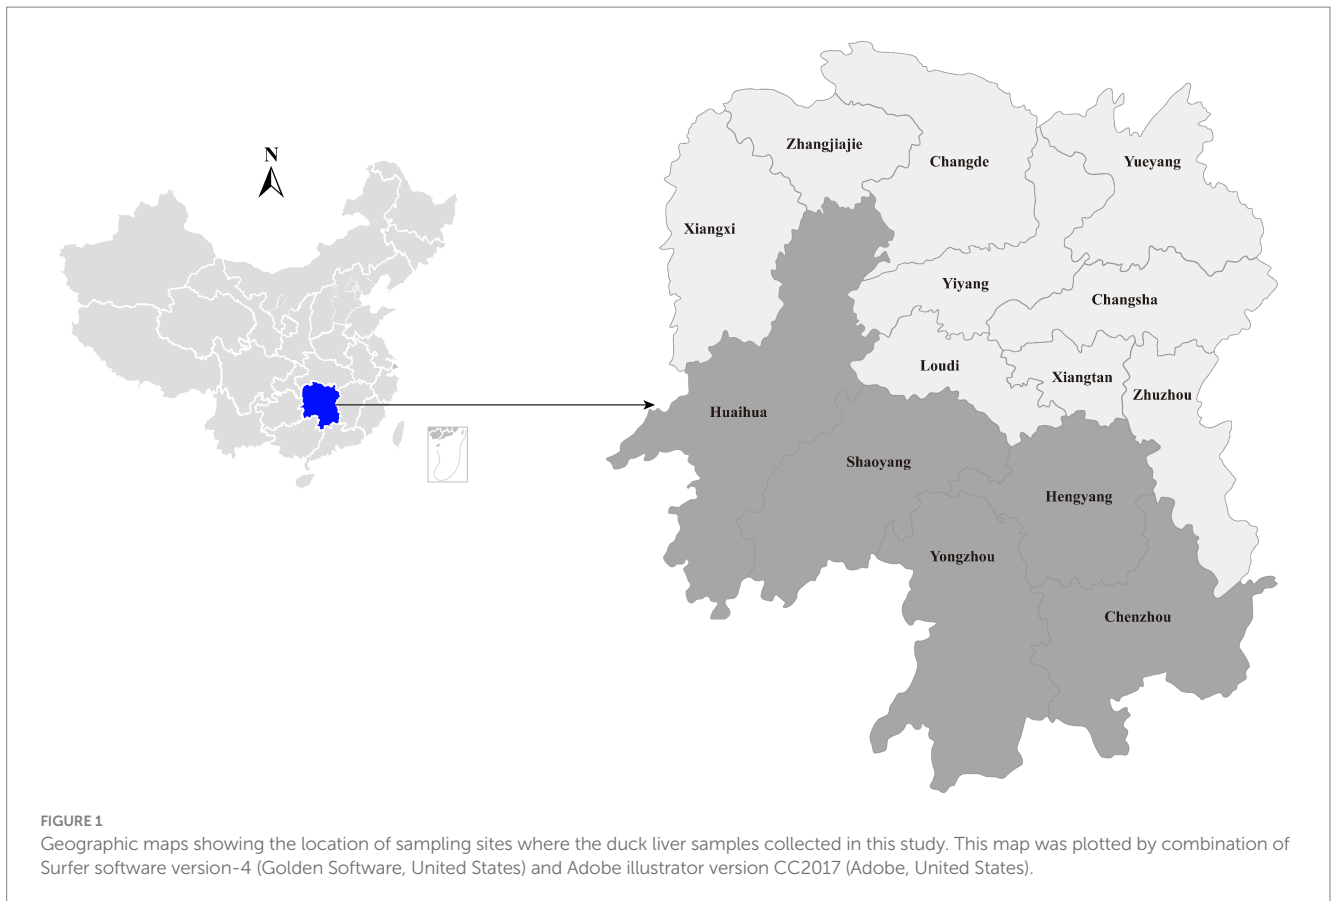 N
Zhangjiajie
Changde
Yueyang
Xiangxi
Yiyang
Changsha
Loudi
Xiangtan
Zhuzhou
Huaihua
Shaoyang
Hengyang
Yongzhou
Chenzhou
FIGURE 1
Geographic maps showing the location of sampling sites where the duck liver samples collected in this study. This map was plotted by combination of
Surfer software version-4 (Golden Software, United States) and Adobe illustrator version CC2017 (Adobe, United States).